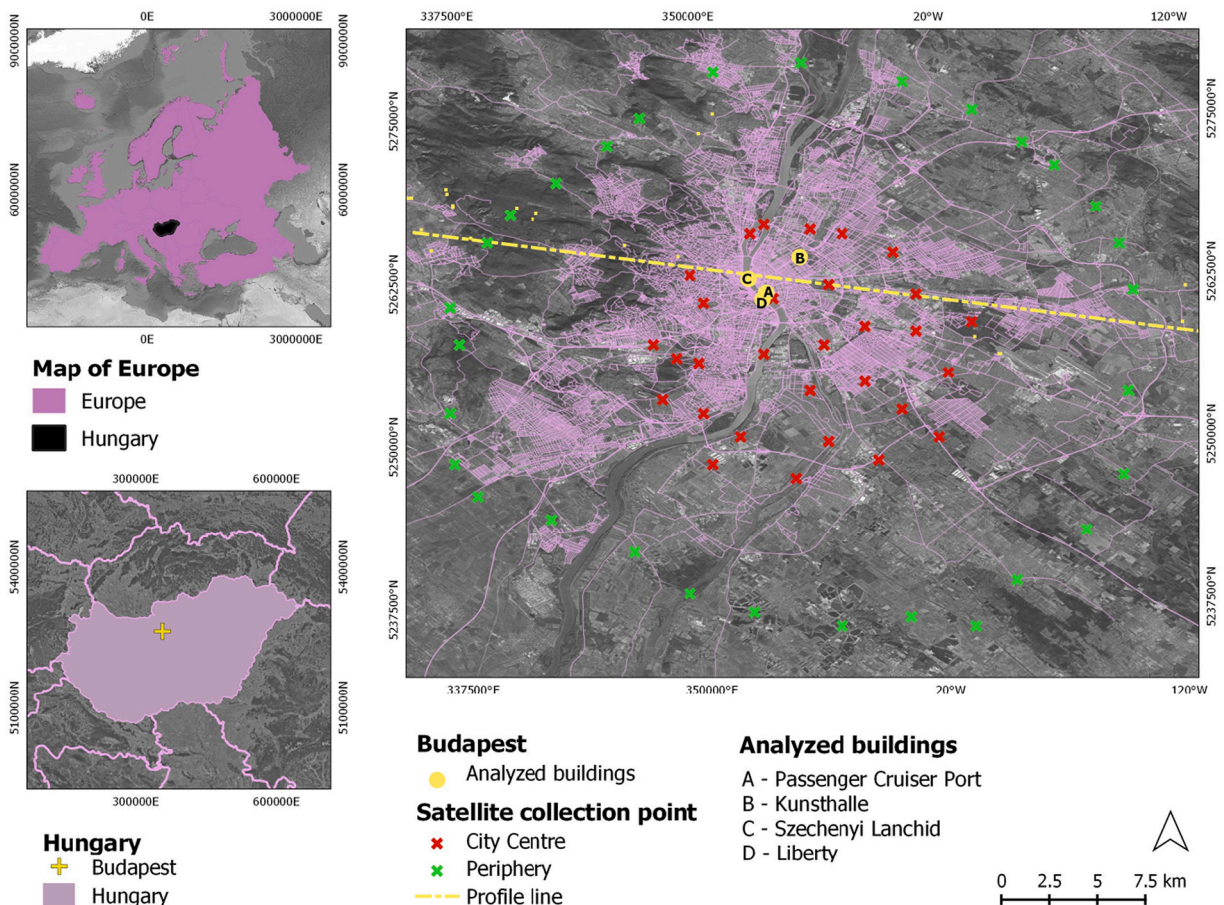 0E 3000000E
9000000N 6000000N
9000000N 6000000N
0E 3000000E
Map of Europe
Europe
Hungary
300000E 600000E
5400000N 5100000N
5400000N 5100000N
300000E 600000E
Hungary
Budapest
Hungary
337500°E 350000°E 20°W 120°W
5275000°N 5262500°N 5250000°N 5237500°N
A
B
C
D
5275000°N 5262500°N 5250000°N 5237500°N
337500°E 350000°E 20°W 120°W
Budapest
Analyzed buildings
Satellite collection point
City Centre
Periphery
Profile line
Analyzed buildings
A - Passenger Cruiser Port
B - Kunsthalle
C - Szechenyi Lanchid
D - Liberty
0 2.5 5 7.5 km